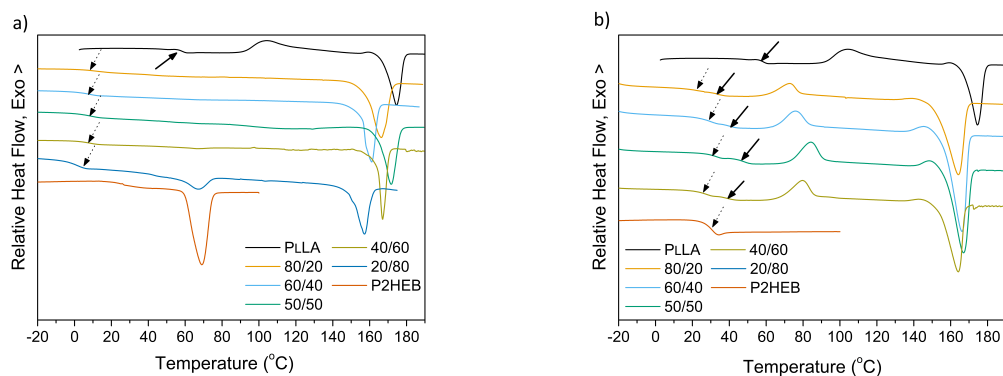 a)
Relative Heat Flow, Exo >
PLLA
80/20
60/40
50/50
40/60
20/80
P2HEB
-20 0 20 40 60 80 100 120 140 160 180
Temperature (°C)
b)
Relative Heat Flow, Exo >
PLLA
80/20
60/40
50/50
40/60
20/80
P2HEB
-20 0 20 40 60 80 100 120 140 160 180
Temperature (°C)